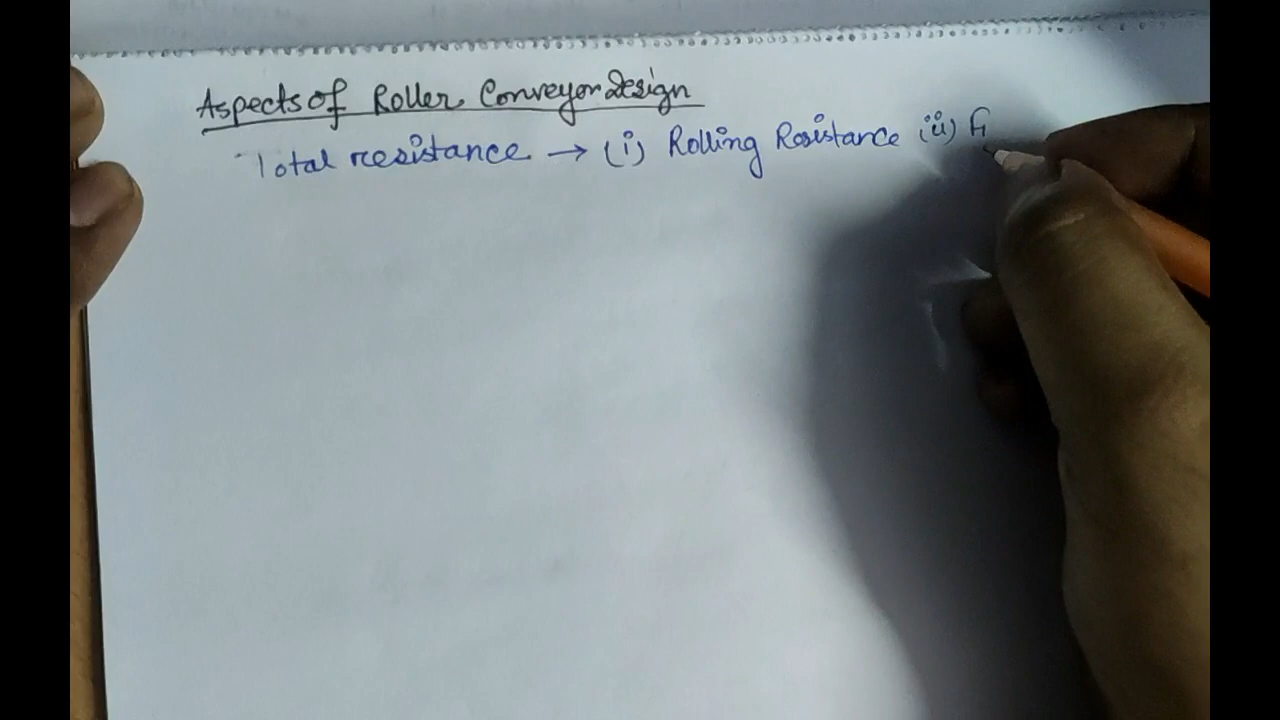 Aspects of Roller Conveyor Design
Total resistance → (i) Rolling Resistance (ii)